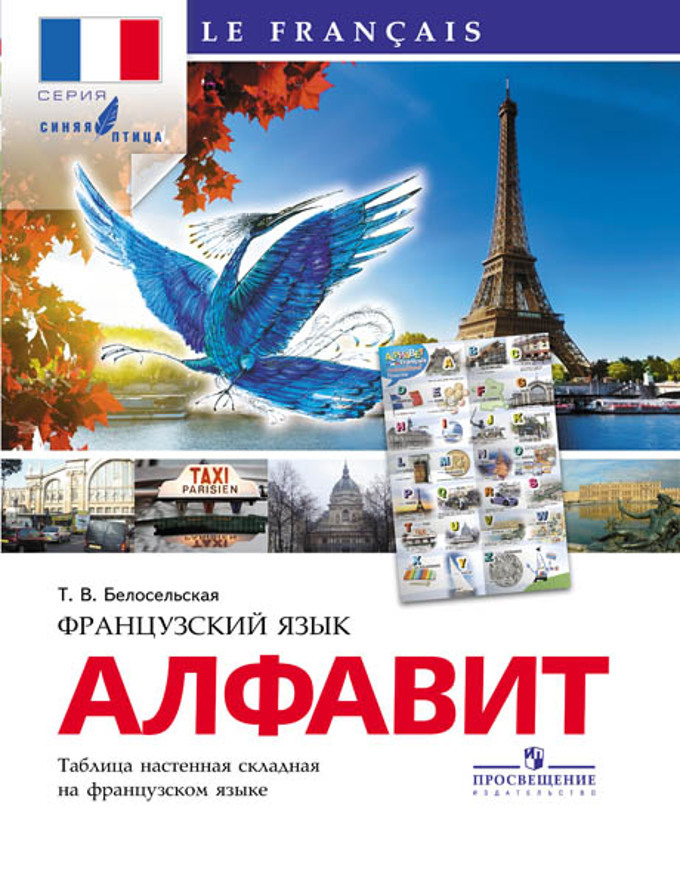 LE FRANÇAIS
СЕРИЯ
СИНЯЯ
ПТИЦА
TAXI
PARISIEN
A B C
D E F G
H I J K
L M N O
P Q R S
T U V W
X Y Z
Т. В. Белосельская
ФРАНЦУЗСКИЙ ЯЗЫК
АЛФАВИТ
Таблица настенная складная
на французском языке
ПРОСВЕЩЕНИЕ
ИЗДАТЕЛЬСТВО